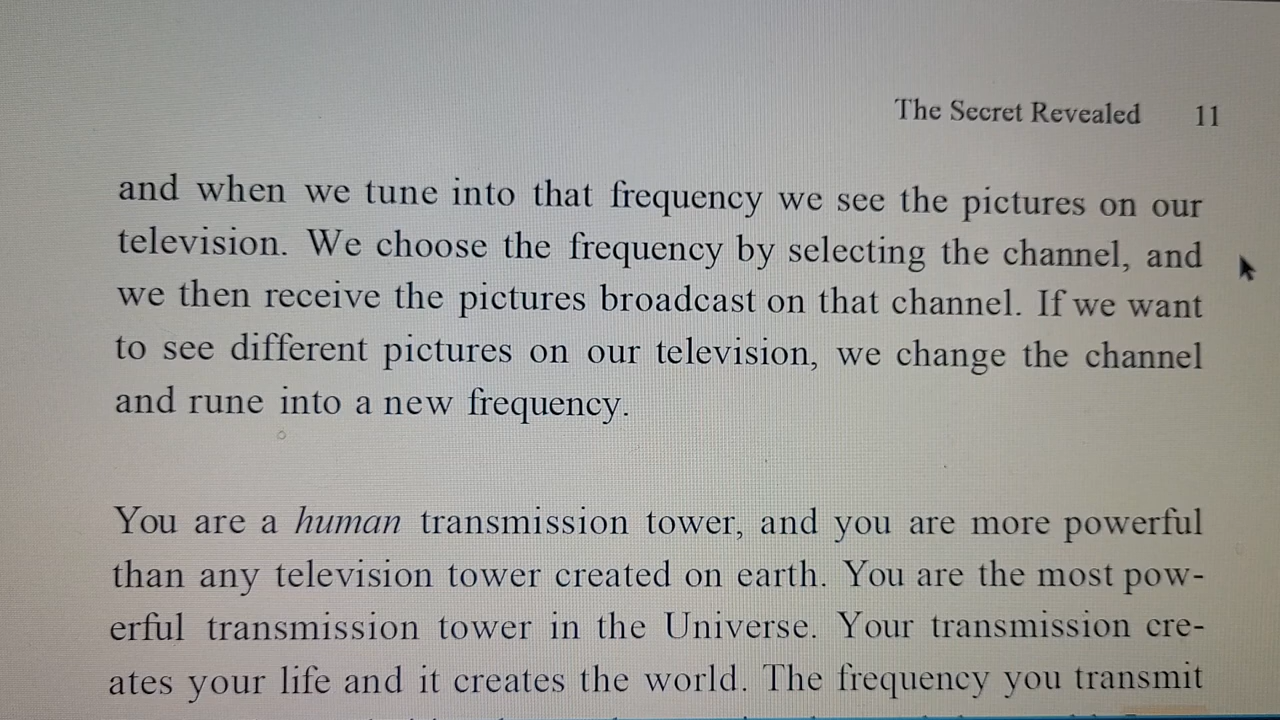 The Secret Revealed 11
and when we tune into that frequency we see the pictures on our
television. We choose the frequency by selecting the channel, and
we then receive the pictures broadcast on that channel. If we want
to see different pictures on our television, we change the channel
and rune into a new frequency.
You are a human transmission tower, and you are more powerful
than any television tower created on earth. You are the most pow-
erful transmission tower in the Universe. Your transmission cre-
ates your life and it creates the world. The frequency you transmit